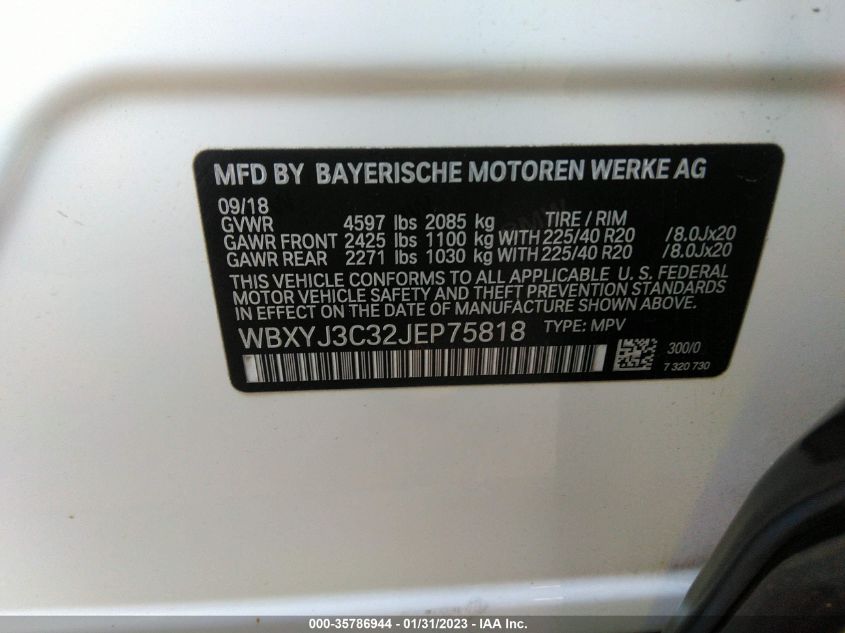 MFD BY BAYERISCHE MOTOREN WERKE AG
09/18
GVWR 4597 lbs 2085 kg TIRE / RIM
GAWR FRONT 2425 lbs 1100 kg WITH 225/40 R20 /8.0Jx20
GAWR REAR 2271 lbs 1030 kg WITH 225/40 R20 /8.0Jx20
THIS VEHICLE CONFORMS TO ALL APPLICABLE U. S. FEDERAL
MOTOR VEHICLE SAFETY AND THEFT PREVENTION STANDARDS
IN EFFECT ON THE DATE OF MANUFACTURE SHOWN ABOVE.
WBXYJ3C32JEP75818 TYPE: MPV
300/0
7 320 730
000-35786944 - 01/31/2023 - IAA Inc.